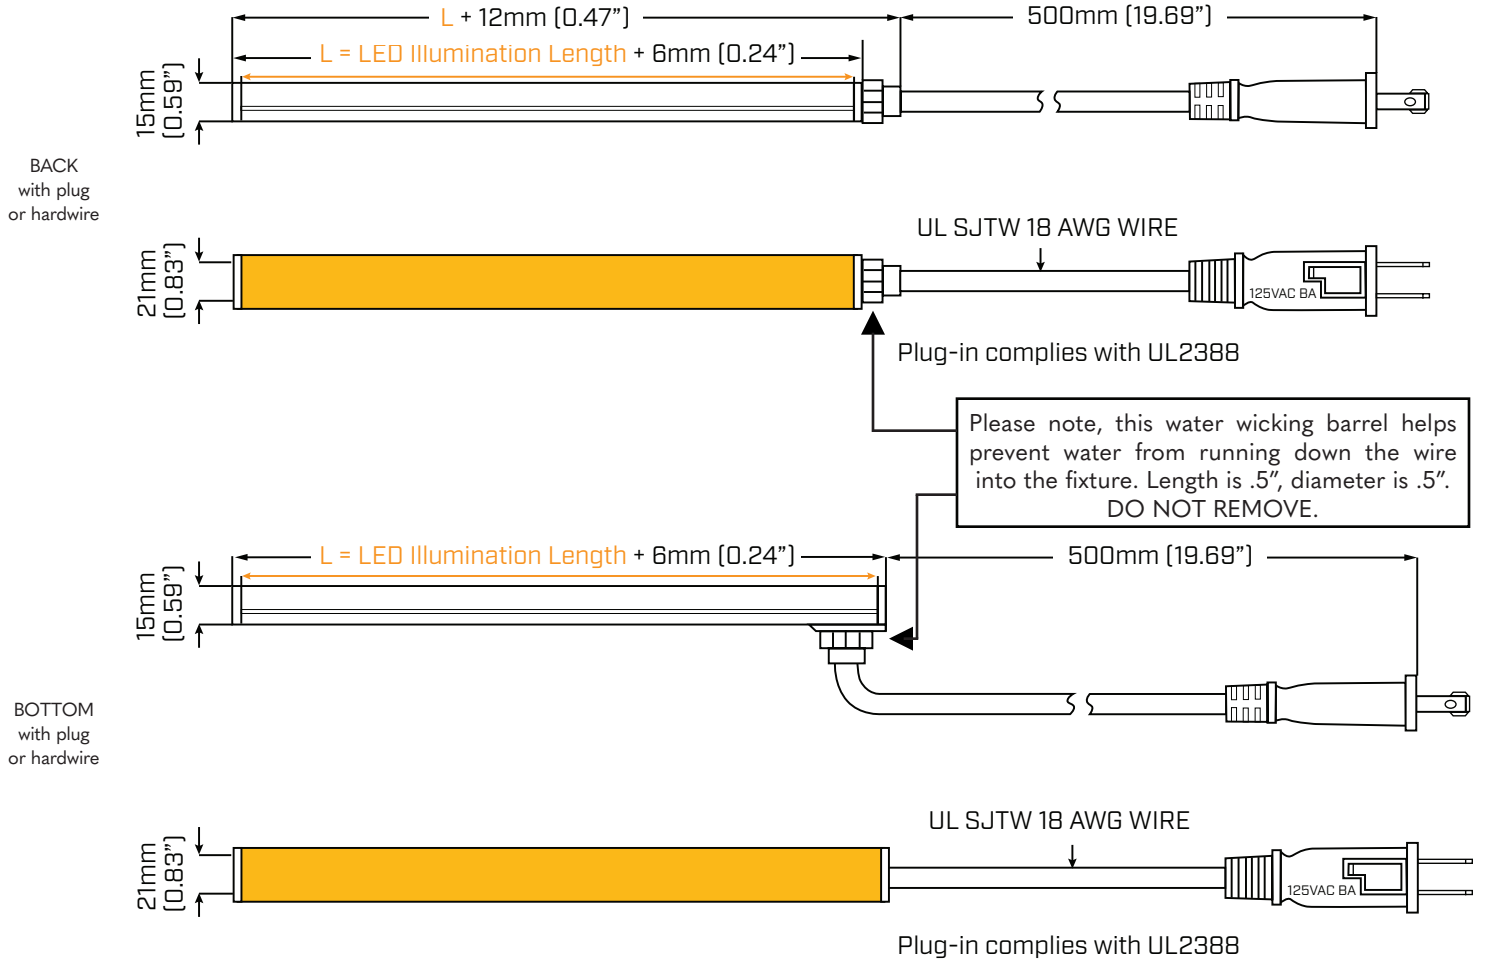 L + 12mm (0.47”)
500mm (19.69”)
L = LED Illumination Length + 6mm (0.24”)
15mm
(0.59”)
BACK
with plug
or hardwire
UL SJTW 18 AWG WIRE
21mm
(0.83”)
125VAC BA
Plug-in complies with UL2388
Please note, this water wicking barrel helps
prevent water from running down the wire
into the fixture. Length is .5”, diameter is .5”.
DO NOT REMOVE.
L = LED Illumination Length + 6mm (0.24”)
500mm (19.69”)
15mm
(0.59”)
BOTTOM
with plug
or hardwire
UL SJTW 18 AWG WIRE
21mm
(0.83”)
125VAC BA
Plug-in complies with UL2388